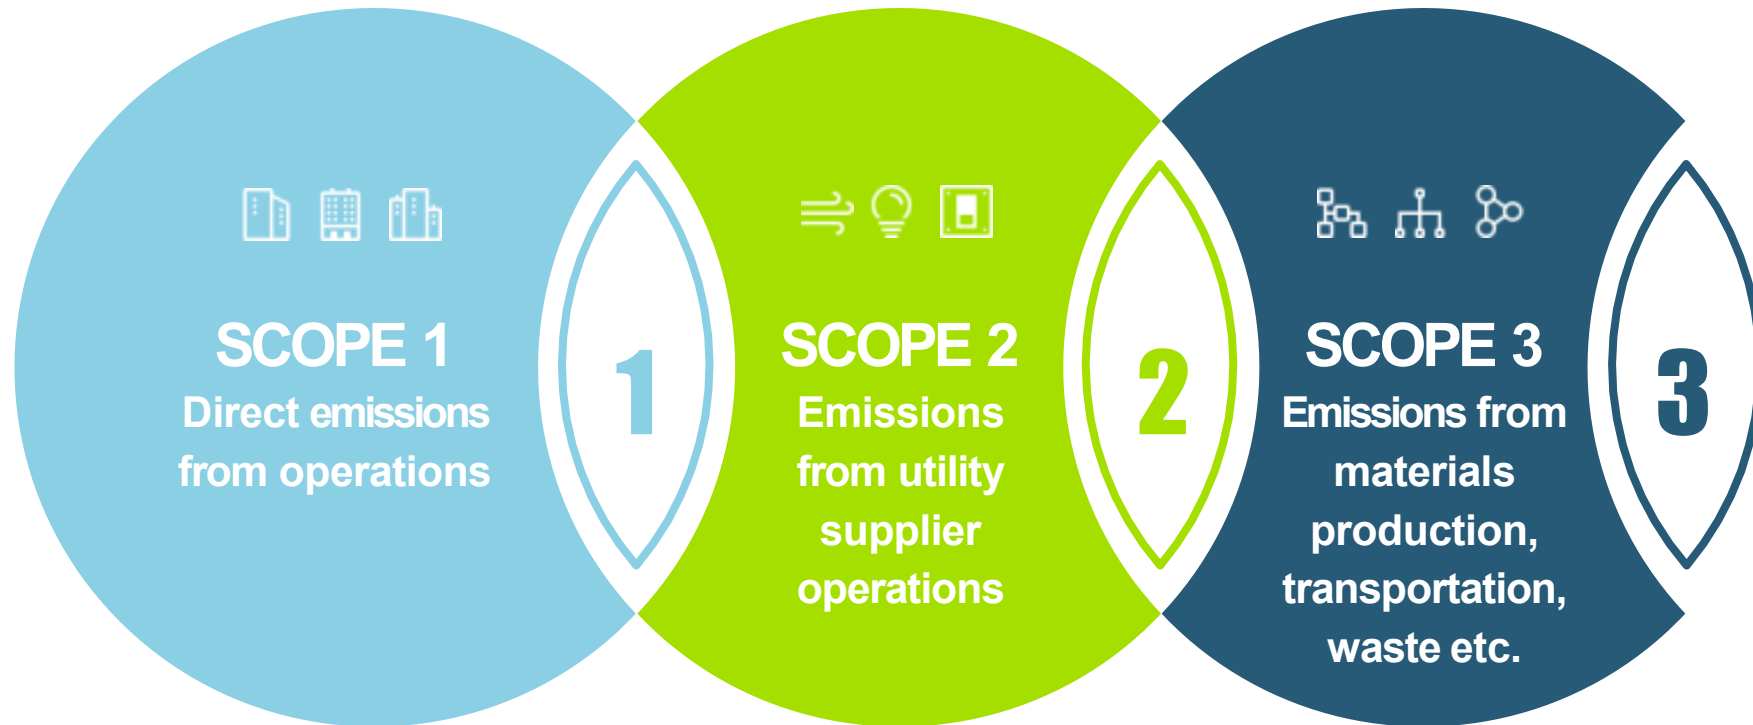 SCOPE 1
Direct emissions
from operations
1
SCOPE 2
Emissions
from utility
supplier
operations
2
SCOPE 3
Emissions from
materials
production,
transportation,
waste etc.
3